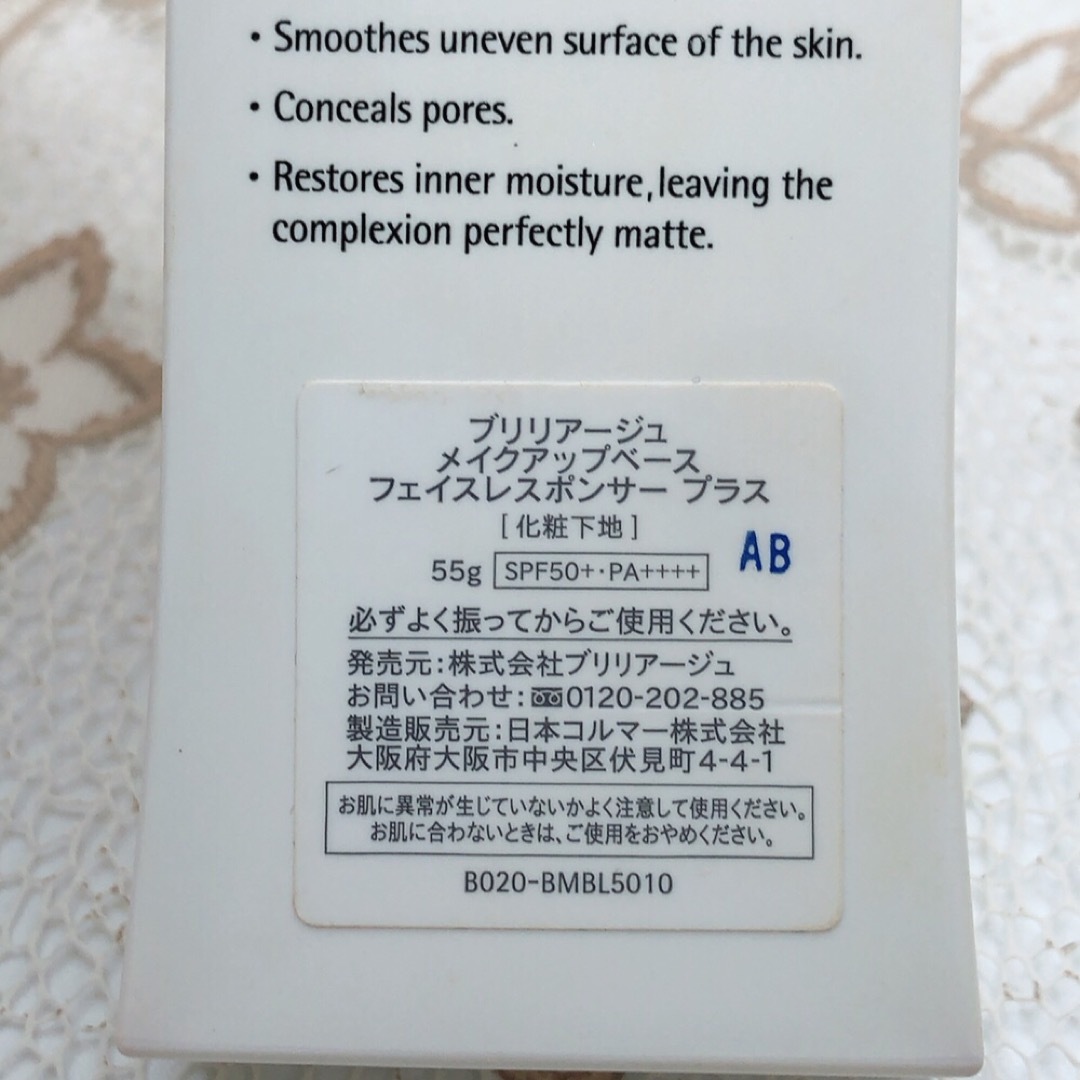 • Smoothes uneven surface of the skin.
• Conceals pores.
• Restores inner moisture, leaving the
complexion perfectly matte.
ブリリアージュ
メイクアップベース
フェイスレスポンサー プラス
[化粧下地]
55g SPF50+・PA++++ AB
必ずよく振ってからご使用ください。
発売元:株式会社ブリリアージュ
お問い合わせ:0120-202-885
製造販売元:日本コルマー株式会社
大阪府大阪市中央区伏見町4-4-1
お肌に異常が生じていないかよく注意して使用ください。
お肌に合わないときは、ご使用をおやめください。
B020-BMBL5010